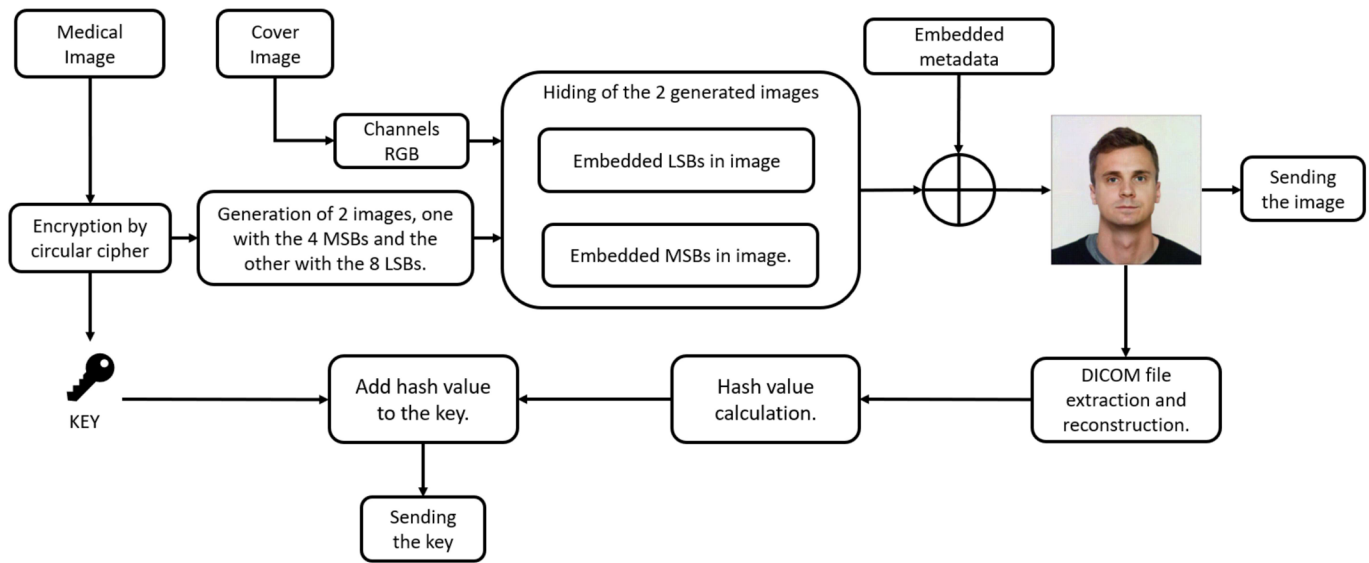 Medical
Image
Cover
Image
Embedded
metadata
Hiding of the 2 generated images
Channels
RGB
Embedded LSBs in image
Sending
the image
Encryption by
circular cipher
Generation of 2 images, one
with the 4 MSBs and the
other with the 8 LSBs.
Embedded MSBs in image.
KEY
Add hash value
to the key.
Hash value
calculation.
DICOM file
extraction and
reconstruction.
Sending
the key